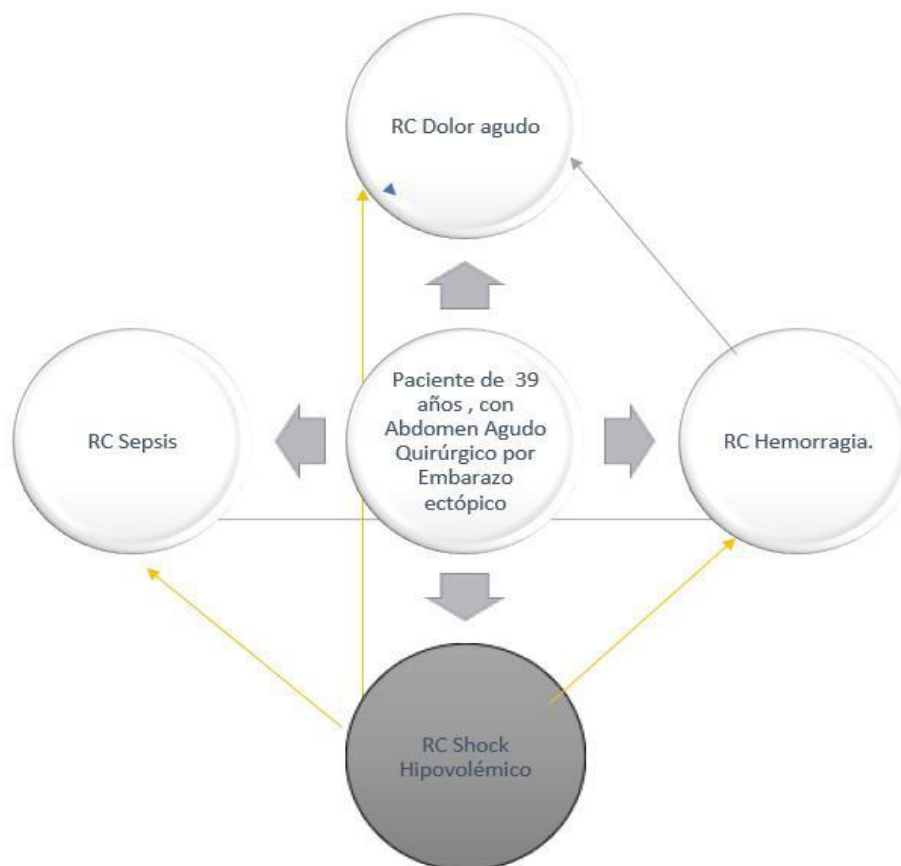 RC Dolor agudo
RC Sepsis
Paciente de 39
años , con
Abdomen Agudo
Quirúrgico por
Embarazo
ectópico
RC Hemorragia.
RC Shock
Hipovolémico